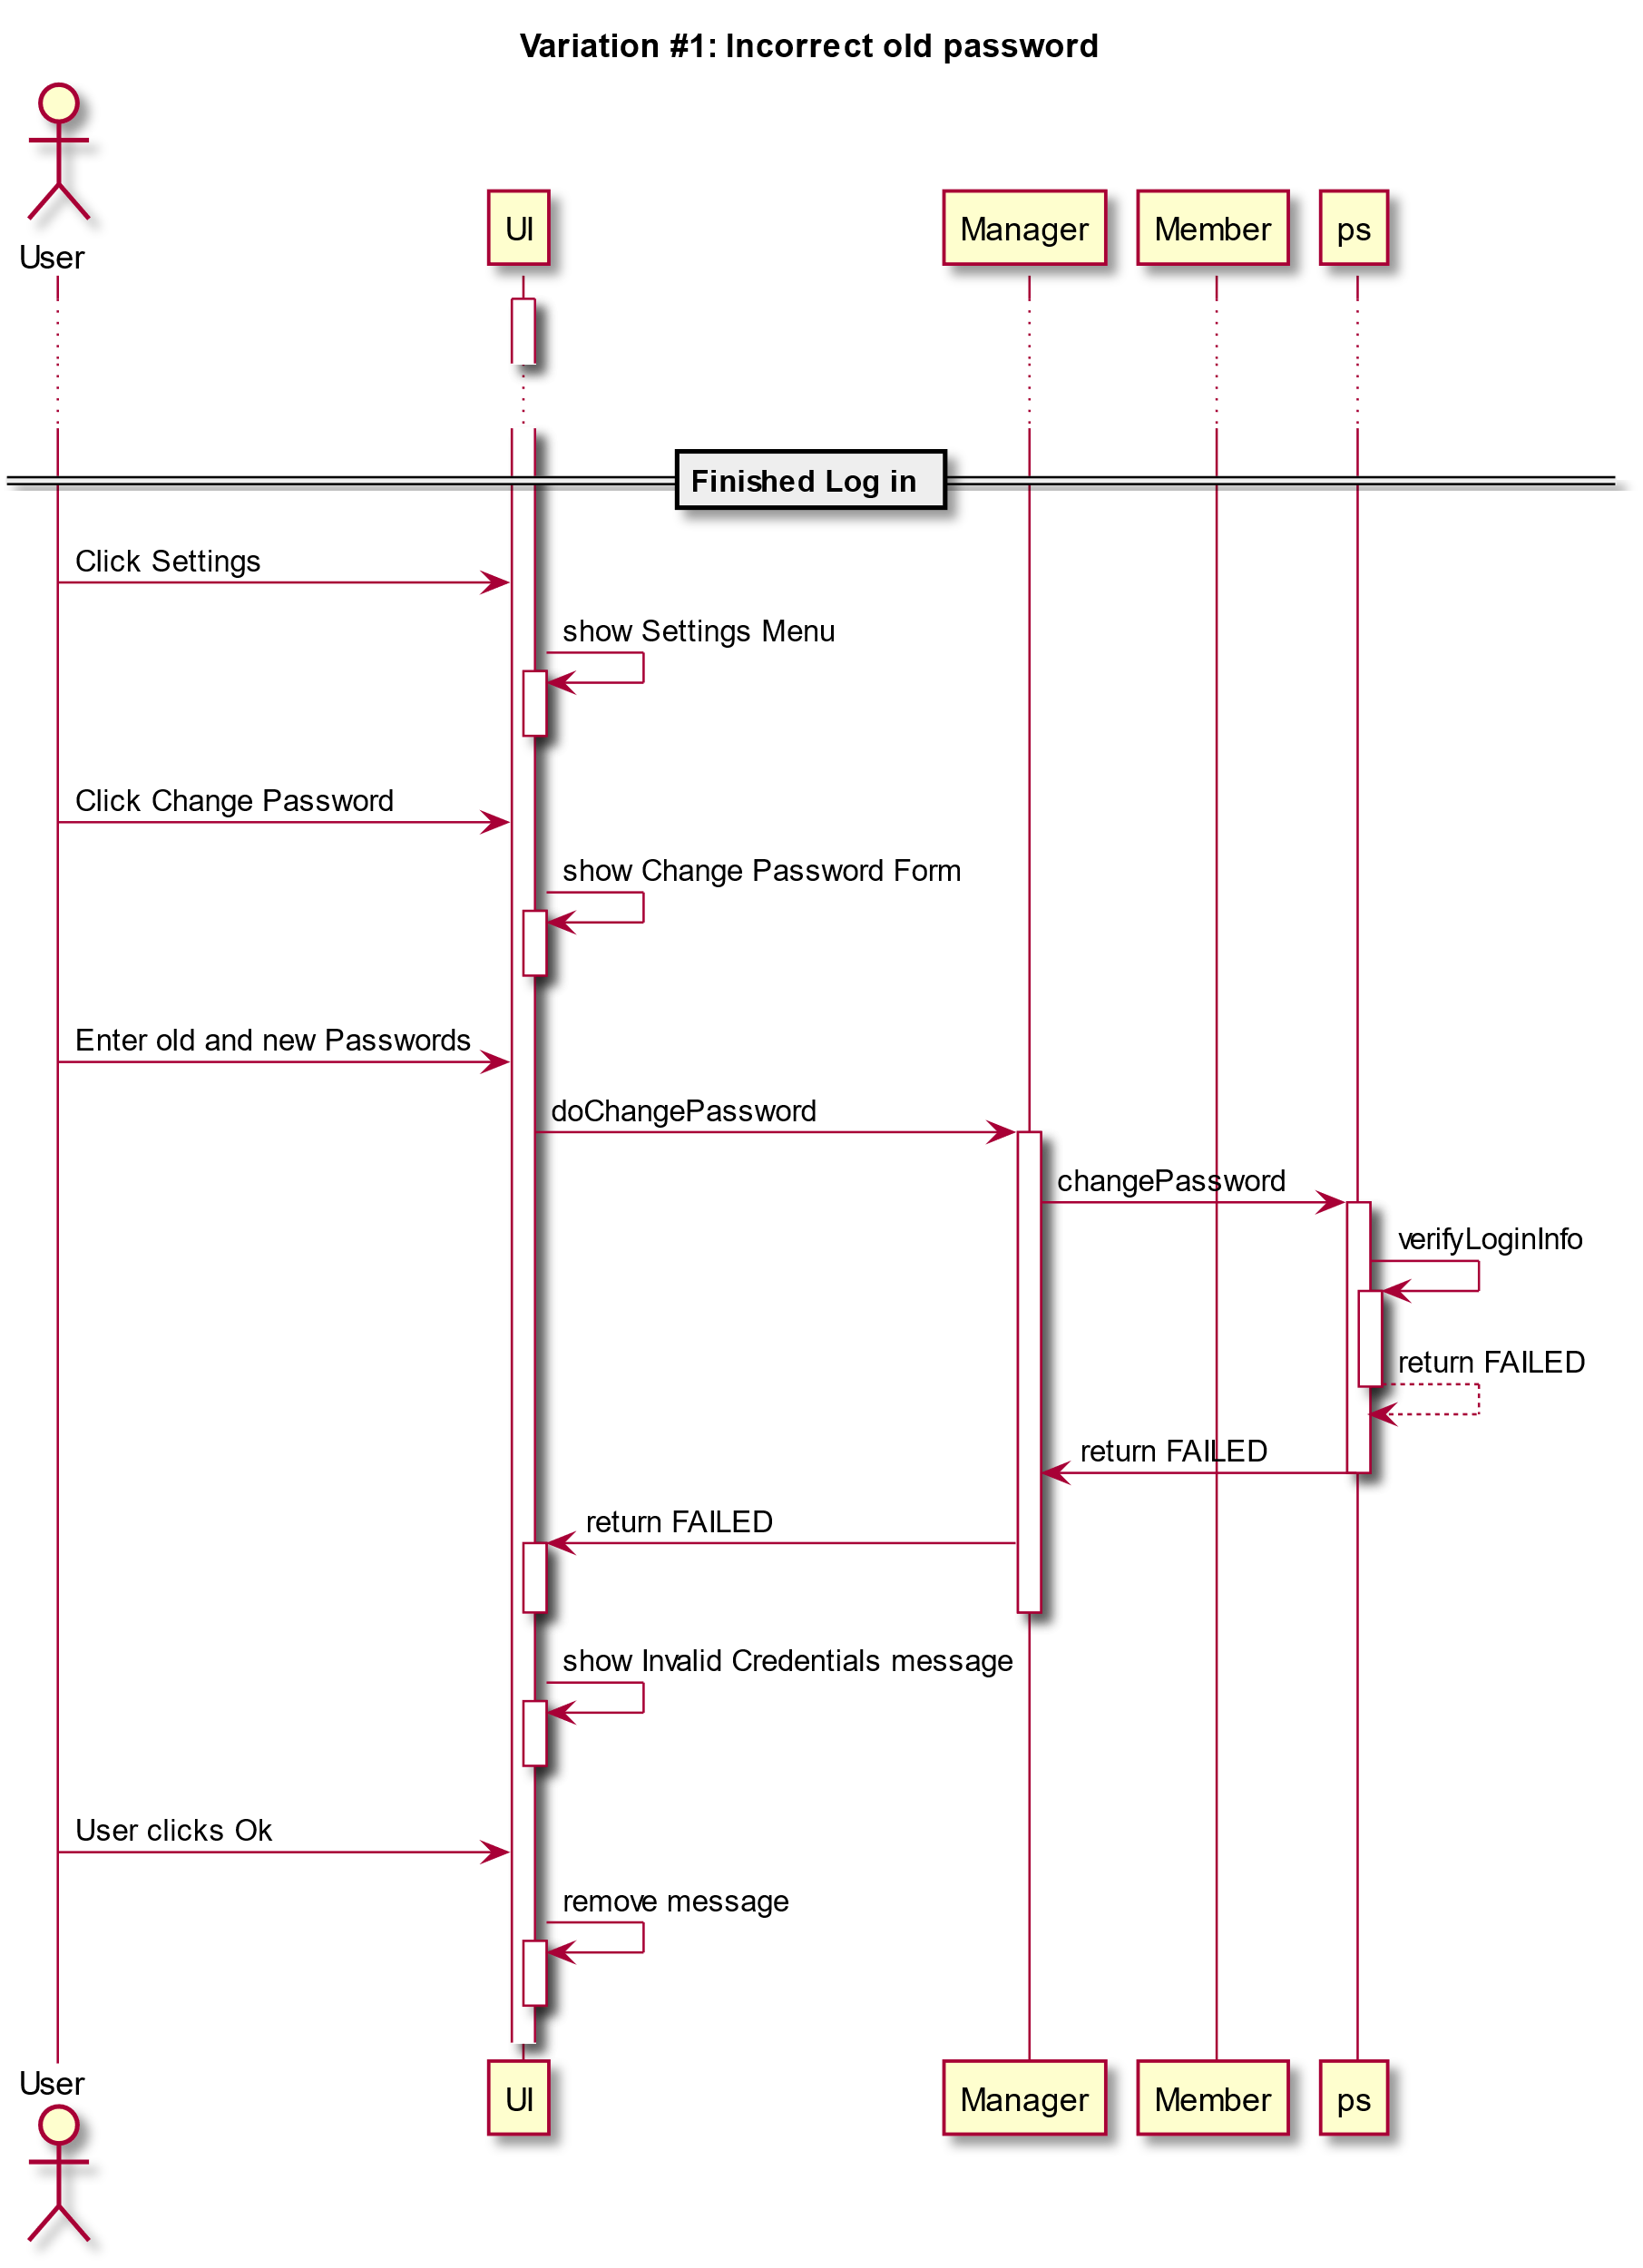 Variation #1: Incorrect old password
User
UI
Manager
Member
ps
Finished Log in
Click Settings
show Settings Menu
Click Change Password
show Change Password Form
Enter old and new Passwords
doChangePassword
changePassword
verifyLoginInfo
return FAILED
return FAILED
return FAILED
show Invalid Credentials message
User clicks Ok
remove message
User
UI
Manager
Member
ps